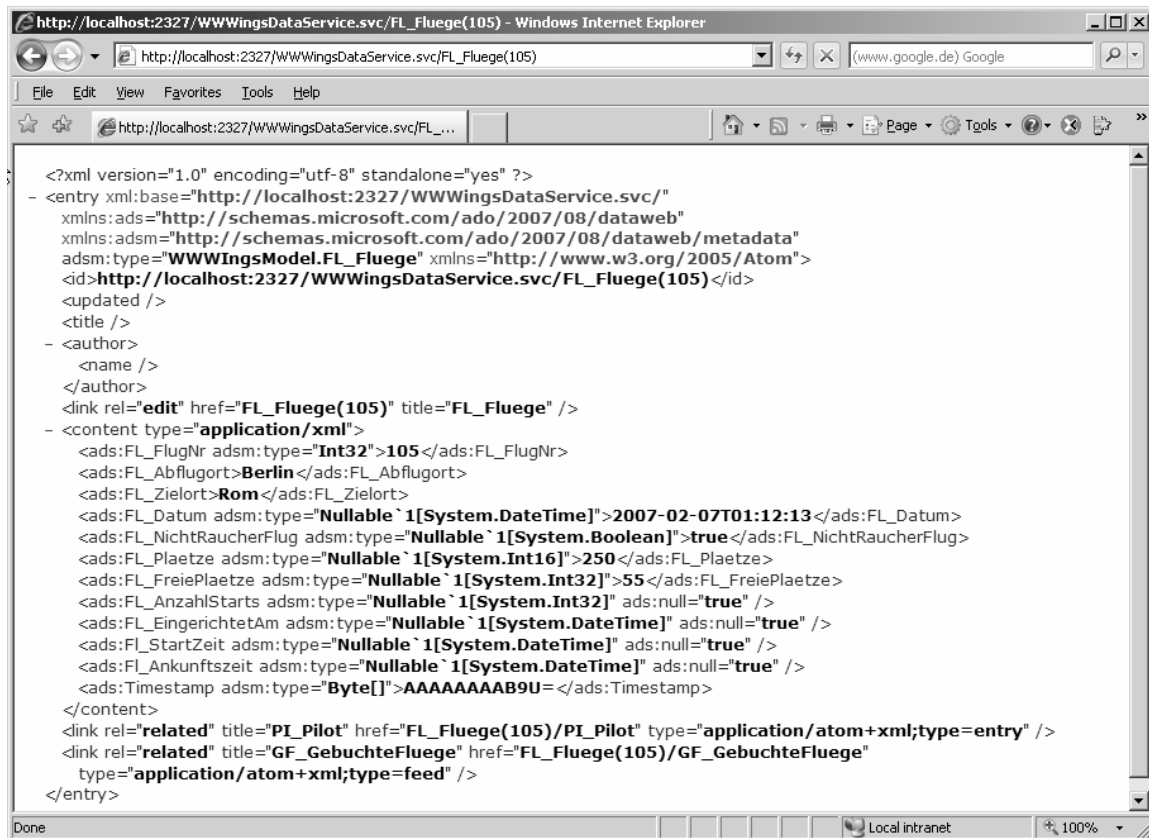 http://localhost:2327/WWWingsDataService.svc/FL_Fluege(105) - Windows Internet Explorer
http://localhost:2327/WWWingsDataService.svc/FL_Fluege(105)
(www.google.de) Google
File Edit View Favorites Tools Help
http://localhost:2327/WWWingsDataService.svc/FL_...
Page Tools »
<?xml version="1.0" encoding="utf-8" standalone="yes" ?>
- <entry xml:base="http://localhost:2327/WWWingsDataService.svc/"
xmlns:ads="http://schemas.microsoft.com/ado/2007/08/dataweb"
xmlns:adsm="http://schemas.microsoft.com/ado/2007/08/dataweb/metadata"
adsm:type="WWWIngsModel.FL_Fluege" xmlns="http://www.w3.org/2005/Atom">
<id>http://localhost:2327/WWWingsDataService.svc/FL_Fluege(105)</id>
<updated />
<title />
- <author>
<name />
</author>
<link rel="edit" href="FL_Fluege(105)" title="FL_Fluege" />
- <content type="application/xml">
<ads:FL_FlugNr adsm:type="Int32">105</ads:FL_FlugNr>
<ads:FL_Abflugort>Berlin</ads:FL_Abflugort>
<ads:FL_Zielort>Rom</ads:FL_Zielort>
<ads:FL_Datum adsm:type="Nullable`1[System.DateTime]">2007-02-07T01:12:13</ads:FL_Datum>
<ads:FL_NichtRaucherFlug adsm:type="Nullable`1[System.Boolean]">true</ads:FL_NichtRaucherFlug>
<ads:FL_Plaetze adsm:type="Nullable`1[System.Int16]">250</ads:FL_Plaetze>
<ads:FL_FreiePlaetze adsm:type="Nullable`1[System.Int32]">55</ads:FL_FreiePlaetze>
<ads:FL_AnzahlStarts adsm:type="Nullable`1[System.Int32]" ads:null="true" />
<ads:FL_EingerichtetAm adsm:type="Nullable`1[System.DateTime]" ads:null="true" />
<ads:Fl_StartZeit adsm:type="Nullable`1[System.DateTime]" ads:null="true" />
<ads:Fl_Ankunftszeit adsm:type="Nullable`1[System.DateTime]" ads:null="true" />
<ads:Timestamp adsm:type="Byte[]">AAAAAAAAB9U=</ads:Timestamp>
</content>
<link rel="related" title="PI_Pilot" href="FL_Fluege(105)/PI_Pilot" type="application/atom+xml;type=entry" />
<link rel="related" title="GF_GebuchteFluege" href="FL_Fluege(105)/GF_GebuchteFluege"
type="application/atom+xml;type=feed" />
</entry>
Done Local intranet 100%